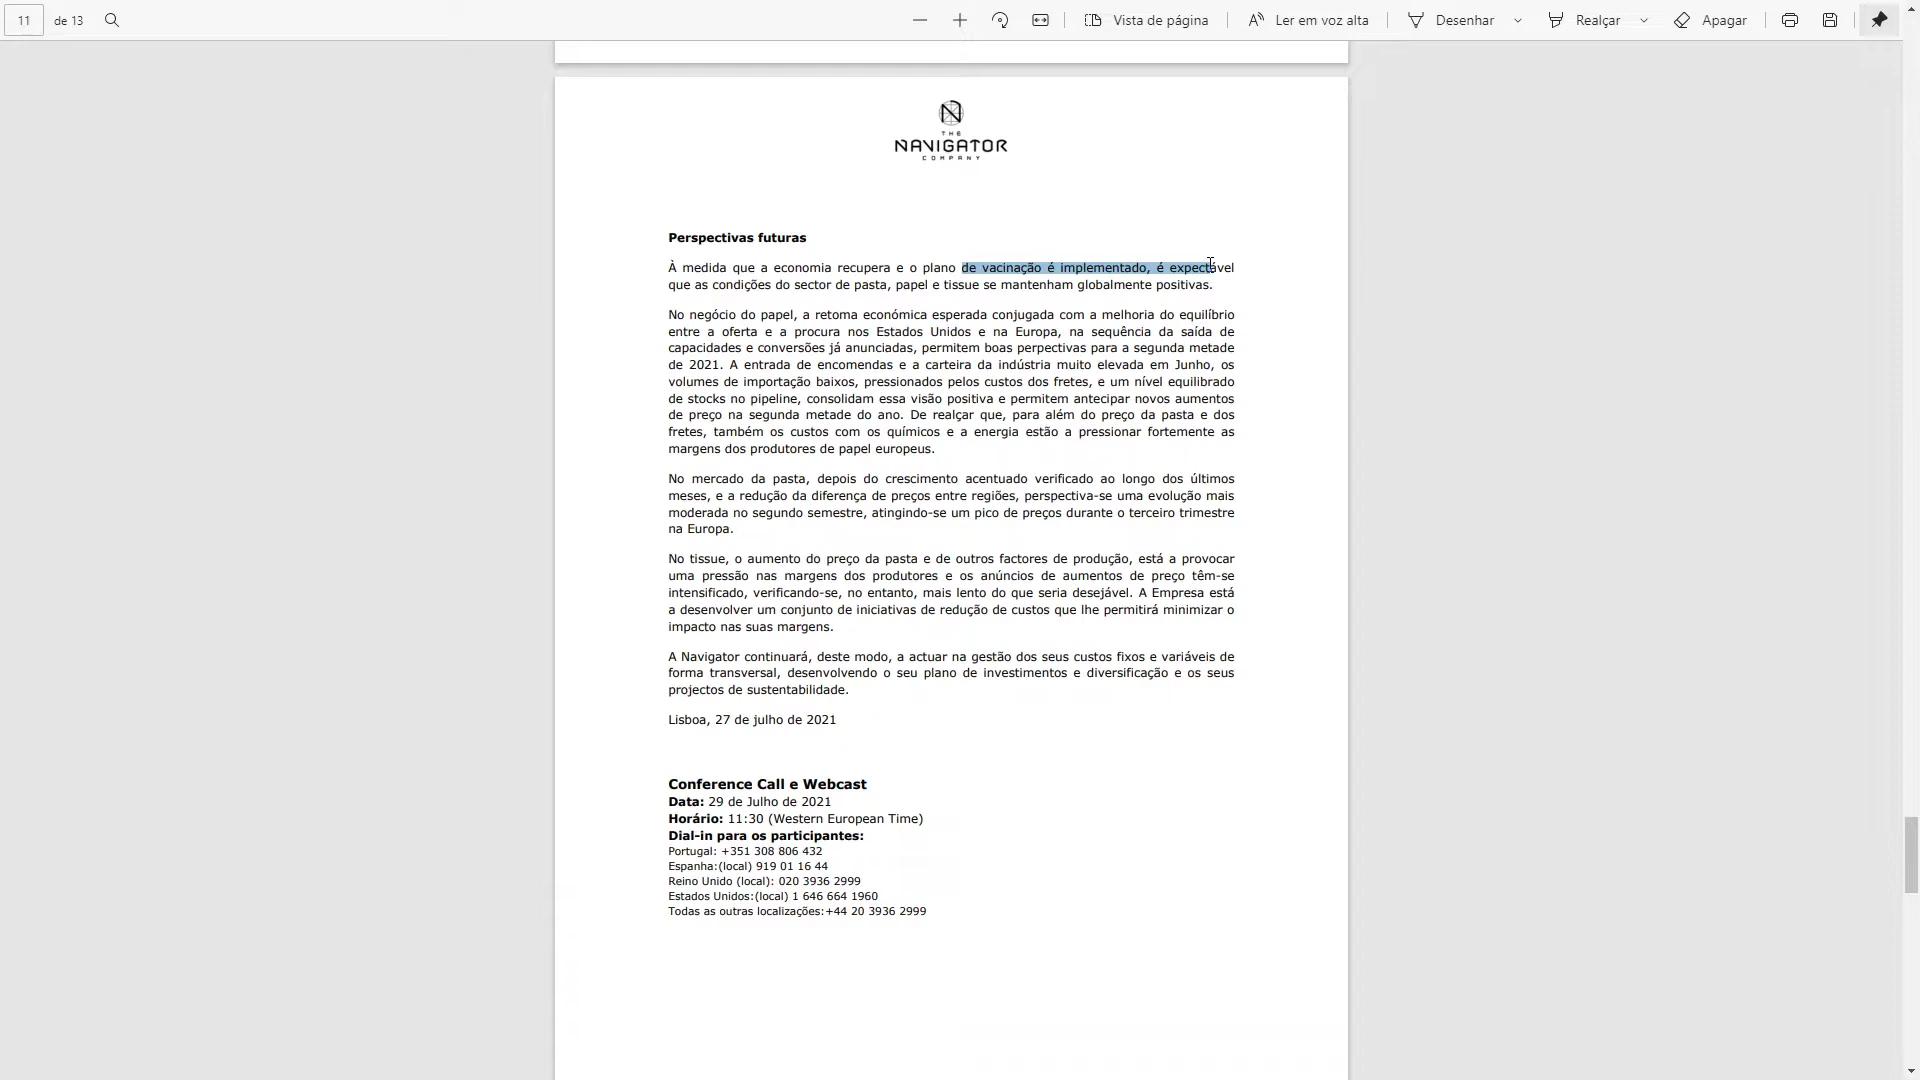 11 de 13 Vista de página Ler em voz alta Desenhar Realçar Apagar
N
THE
NAVIGATOR
COMPANY
Perspectivas futuras
À medida que a economia recupera e o plano de vacinação é implementado, é expectável
que as condições do sector de pasta, papel e tissue se mantenham globalmente positivas.
No negócio do papel, a retoma económica esperada conjugada com a melhoria do equilíbrio
entre a oferta e a procura nos Estados Unidos e na Europa, na sequência da saída de
capacidades e conversões já anunciadas, permitem boas perpectivas para a segunda metade
de 2021. A entrada de encomendas e a carteira da indústria muito elevada em Junho, os
volumes de importação baixos, pressionados pelos custos dos fretes, e um nível equilibrado
de stocks no pipeline, consolidam essa visão positiva e permitem antecipar novos aumentos
de preço na segunda metade do ano. De realçar que, para além do preço da pasta e dos
fretes, também os custos com os químicos e a energia estão a pressionar fortemente as
margens dos produtores de papel europeus.
No mercado da pasta, depois do crescimento acentuado verificado ao longo dos últimos
meses, e a redução da diferença de preços entre regiões, perspectiva-se uma evolução mais
moderada no segundo semestre, atingindo-se um pico de preços durante o terceiro trimestre
na Europa.
No tissue, o aumento do preço da pasta e de outros factores de produção, está a provocar
uma pressão nas margens dos produtores e os anúncios de aumentos de preço têm-se
intensificado, verificando-se, no entanto, mais lento do que seria desejável. A Empresa está
a desenvolver um conjunto de iniciativas de redução de custos que lhe permitirá minimizar o
impacto nas suas margens.
A Navigator continuará, deste modo, a actuar na gestão dos seus custos fixos e variáveis de
forma transversal, desenvolvendo o seu plano de investimentos e diversificação e os seus
projectos de sustentabilidade.
Lisboa, 27 de julho de 2021
Conference Call e Webcast
Data: 29 de Julho de 2021
Horário: 11:30 (Western European Time)
Dial-in para os participantes:
Portugal: +351 308 806 432
Espanha:(local) 919 01 16 44
Reino Unido (local): 020 3936 2999
Estados Unidos:(local) 1 646 664 1960
Todas as outras localizações:+44 20 3936 2999